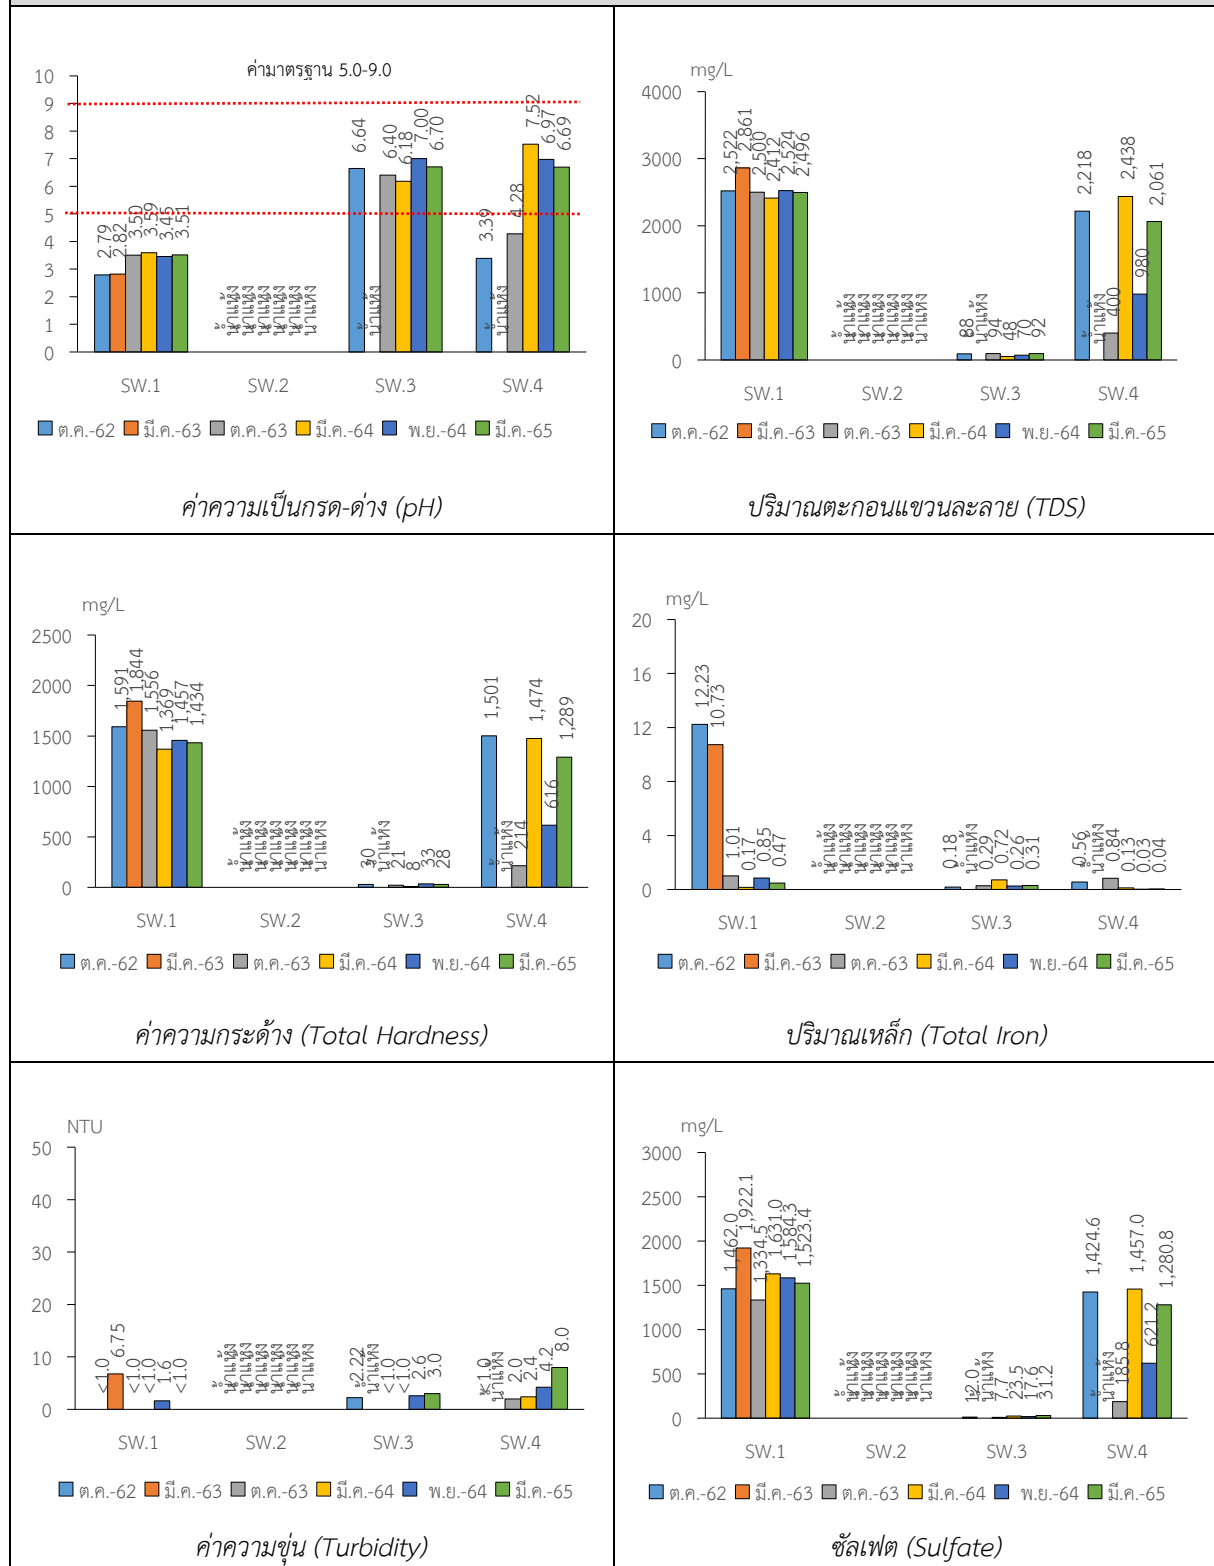 ค่ามาตรฐาน 5.0-9.0
10
9
8
7
6
5
4
3
2
1
0
2.79 2.82 3.50 3.59 3.45 3.51
น้ำแห้ง น้ำแห้ง น้ำแห้ง น้ำแห้ง น้ำแห้ง น้ำแห้ง
6.64 น้ำแห้ง 6.40 6.18 7.00 6.70
3.39 น้ำแห้ง 4.28 7.52 6.97 6.69
SW.1 SW.2 SW.3 SW.4
ต.ค.-62 มี.ค.-63 ต.ค.-63 มี.ค.-64 พ.ย.-64 มี.ค.-65
ค่าความเป็นกรด-ด่าง (pH)
mg/L
4000
3000
2000
1000
0
2,522 2,861 2,500 2,412 2,524 2,496
น้ำแห้ง น้ำแห้ง น้ำแห้ง น้ำแห้ง น้ำแห้ง น้ำแห้ง
88 น้ำแห้ง 94 48 70 92
2,218 น้ำแห้ง 400 2,438 980 2,061
SW.1 SW.2 SW.3 SW.4
ต.ค.-62 มี.ค.-63 ต.ค.-63 มี.ค.-64 พ.ย.-64 มี.ค.-65
ปริมาณตะกอนแขวนละลาย (TDS)
mg/L
2500
2000
1500
1000
500
0
1,591 1,844 1,556 1,369 1,457 1,434
น้ำแห้ง น้ำแห้ง น้ำแห้ง น้ำแห้ง น้ำแห้ง น้ำแห้ง
30 น้ำแห้ง 21 8 33 28
1,501 น้ำแห้ง 214 1,474 616 1,289
SW.1 SW.2 SW.3 SW.4
ต.ค.-62 มี.ค.-63 ต.ค.-63 มี.ค.-64 พ.ย.-64 มี.ค.-65
ค่าความกระด้าง (Total Hardness)
20
16
12
8
4
0
12.23 10.73 1.01 0.17 0.85 0.47
น้ำแห้ง น้ำแห้ง น้ำแห้ง น้ำแห้ง น้ำแห้ง น้ำแห้ง
0.18 น้ำแห้ง 0.29 0.72 0.26 0.31
0.56 น้ำแห้ง 0.84 0.13 0.03 0.04
SW.1 SW.2 SW.3 SW.4
ต.ค.-62 มี.ค.-63 ต.ค.-63 มี.ค.-64 พ.ย.-64 มี.ค.-65
ปริมาณเหล็ก (Total Iron)
NTU
50
40
30
20
10
0
<1.0 6.75 <1.0 <1.0 1.6 <1.0
น้ำแห้ง น้ำแห้ง น้ำแห้ง น้ำแห้ง น้ำแห้ง น้ำแห้ง
2.22 น้ำแห้ง <1.0 <1.0 2.6 3.0
<1.0 น้ำแห้ง 2.0 2.4 4.2 8.0
SW.1 SW.2 SW.3 SW.4
ต.ค.-62 มี.ค.-63 ต.ค.-63 มี.ค.-64 พ.ย.-64 มี.ค.-65
ค่าความขุ่น (Turbidity)
mg/L
3000
2500
2000
1500
1000
500
0
1,462.0 1,922.1 1,334.5 1,631.0 1,584.3 1,523.4
น้ำแห้ง น้ำแห้ง น้ำแห้ง น้ำแห้ง น้ำแห้ง น้ำแห้ง
12.0 น้ำแห้ง 7.7 23.5 17.6 31.2
1,424.6 น้ำแห้ง 185.8 1,457.0 621.2 1,280.8
SW.1 SW.2 SW.3 SW.4
ต.ค.-62 มี.ค.-63 ต.ค.-63 มี.ค.-64 พ.ย.-64 มี.ค.-65
ซัลเฟต (Sulfate)